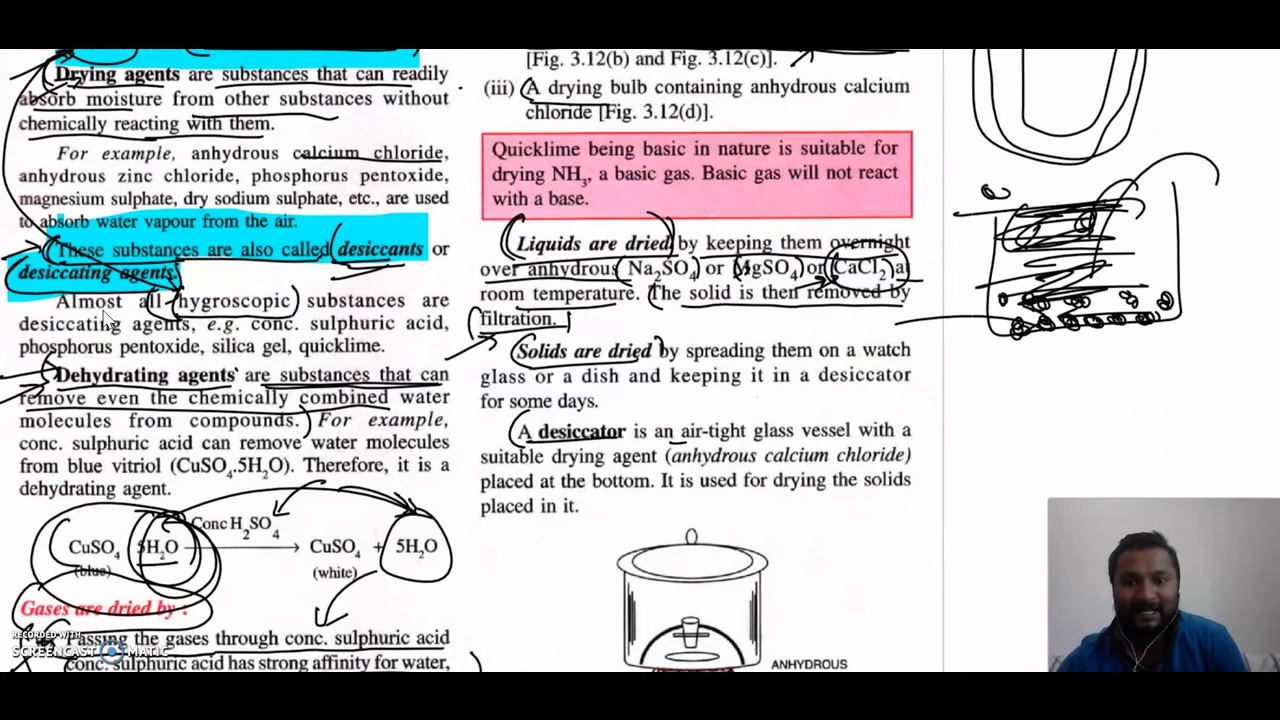 Drying agents are substances that can readily
absorb moisture from other substances without
chemically reacting with them.
For example, anhydrous calcium chloride,
anhydrous zinc chloride, phosphorus pentoxide,
magnesium sulphate, dry sodium sulphate, etc., are used
to absorb water vapour from the air.
These substances are also called desiccants or
desiccating agents.
Almost all hygroscopic substances are
desiccating agents, e.g. conc. sulphuric acid,
phosphorus pentoxide, silica gel, quicklime.
Dehydrating agents are substances that can
remove even the chemically combined water
molecules from compounds. For example,
conc. sulphuric acid can remove water molecules
from blue vitriol (CuSO4.5H2O). Therefore, it is a
dehydrating agent.
Conc H2SO4
CuSO4 5H2O → CuSO4 + 5H2O
(blue) (white)
Gases are dried by :
Passing the gases through conc. sulphuric acid
conc. sulphuric acid has strong affinity for water,
RECORDED WITH
SCREENCAST MATIC
[Fig. 3.12(b) and Fig. 3.12(c)].
(iii) A drying bulb containing anhydrous calcium
chloride [Fig. 3.12(d)].
Quicklime being basic in nature is suitable for
drying NH3, a basic gas. Basic gas will not react
with a base.
Liquids are dried by keeping them overnight
over anhydrous Na2SO4 or MgSO4 or CaCl2 at
room temperature. The solid is then removed by
filtration.
Solids are dried by spreading them on a watch
glass or a dish and keeping it in a desiccator
for some days.
A desiccator is an air-tight glass vessel with a
suitable drying agent (anhydrous calcium chloride)
placed at the bottom. It is used for drying the solids
placed in it.
ANHYDROUS